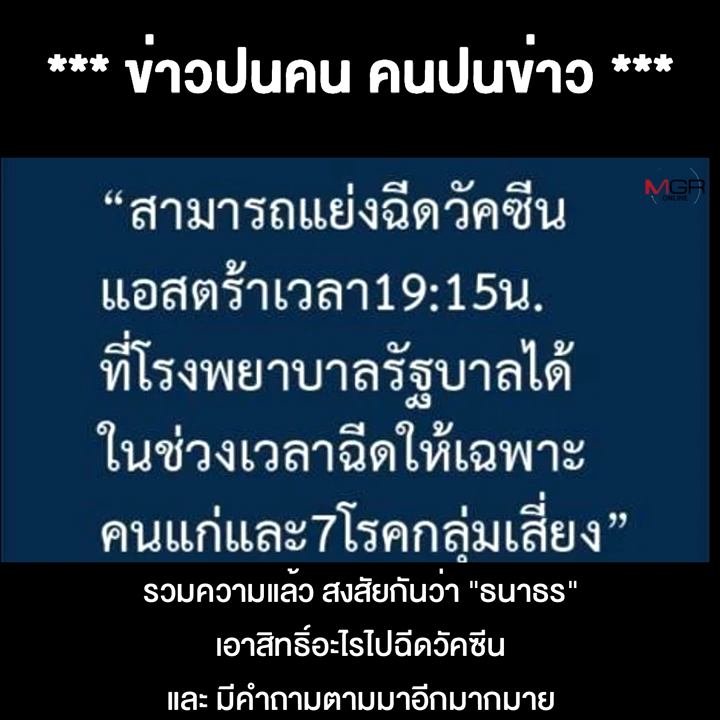 *** ข่าวปนคน คนปนข่าว ***
MGR
ONLINE
“สามารถแย่งฉีดวัคซีน
แอสตร้าเวลา19:15น.
ที่โรงพยาบาลรัฐบาลได้
ในช่วงเวลาฉีดให้เฉพาะ
คนแก่และ7โรคกลุ่มเสี่ยง”
รวมความแล้ว สงสัยกันว่า "ธนาธร"
เอาสิทธิ์อะไรไปฉีดวัคซีน
และ มีคำถามตามมาอีกมากมาย